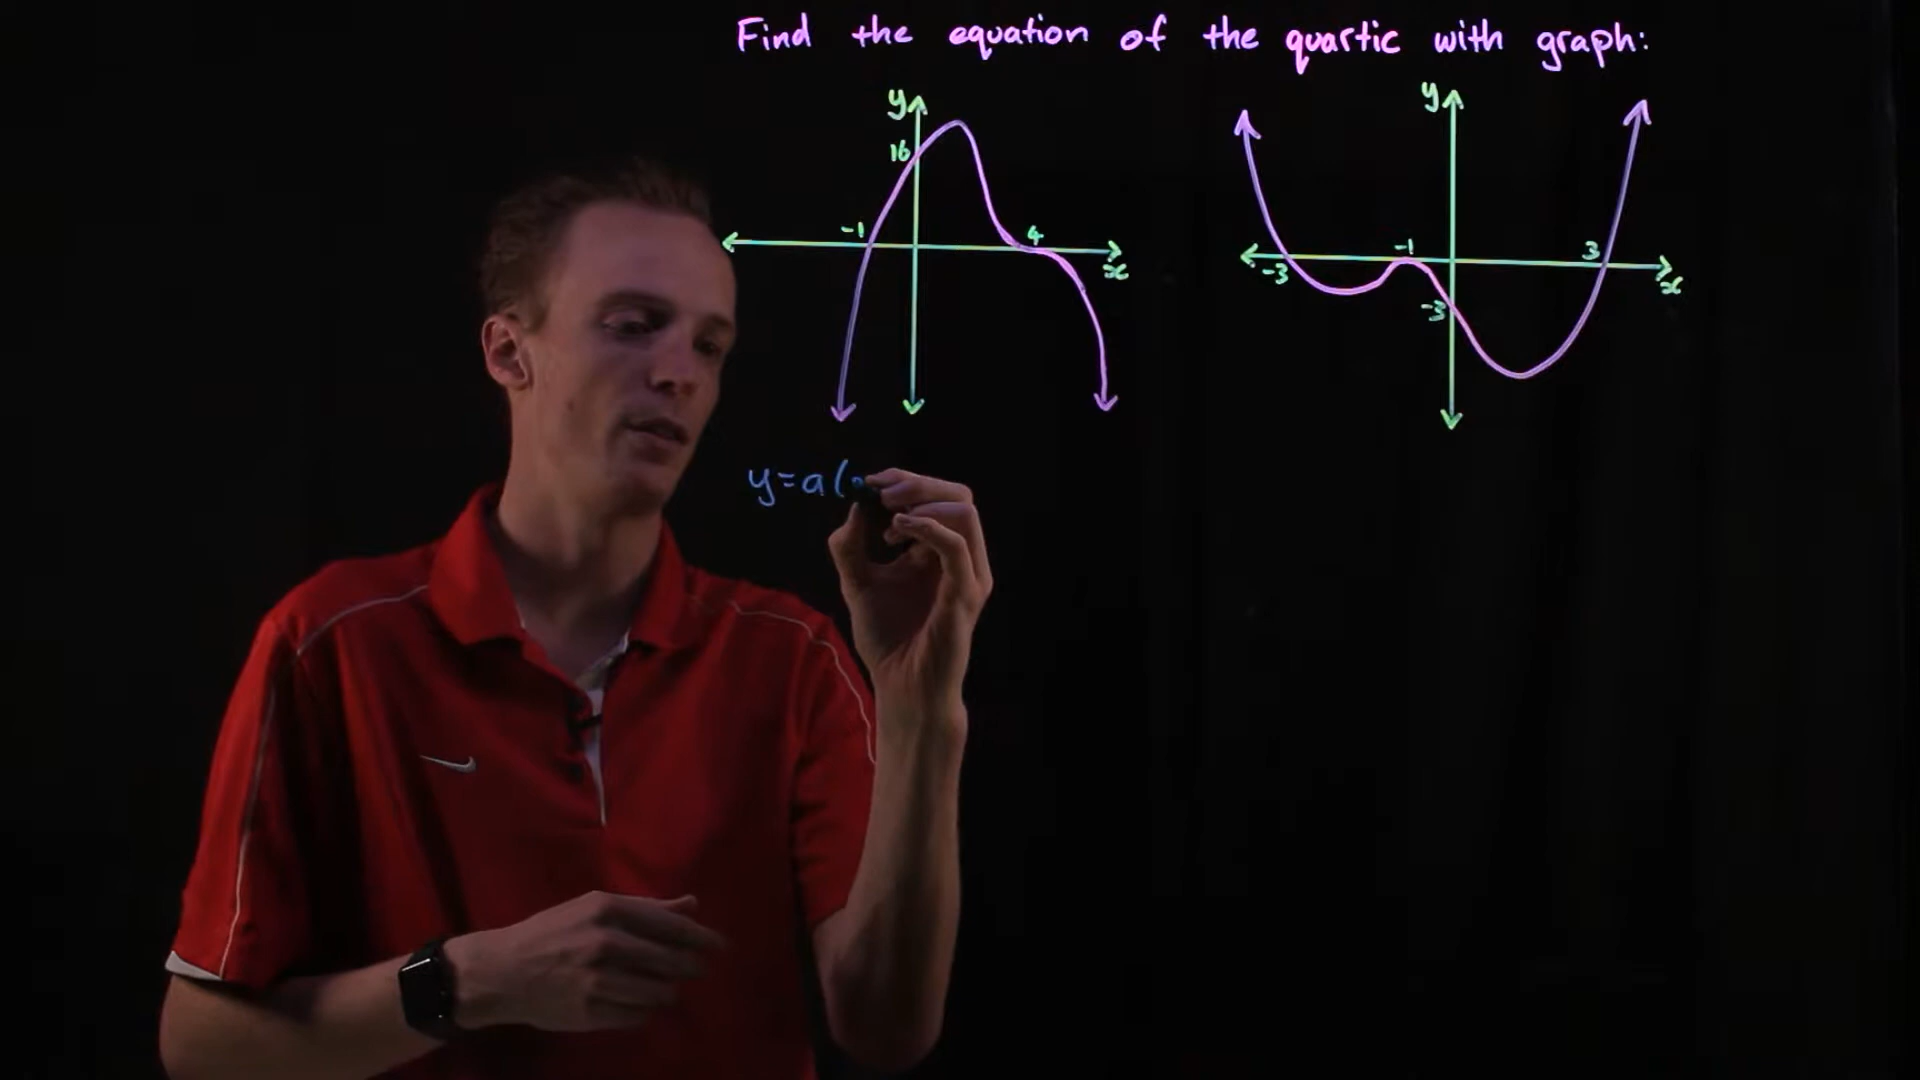 Find the equation of the quartic with graph:
y
16
-1
4
x
y
-3
-1
3
-3
x
y=a(